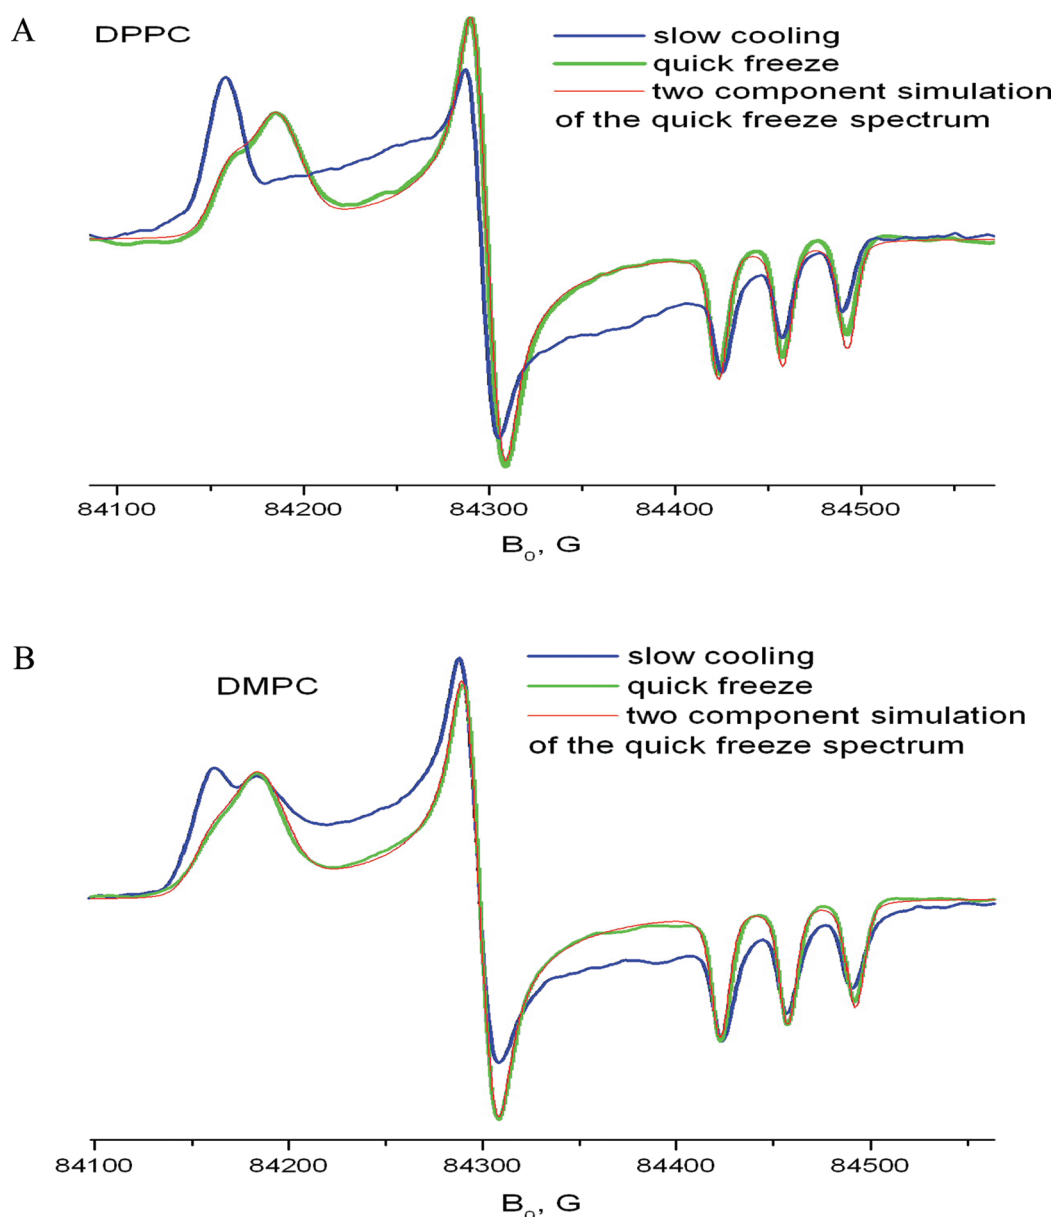 A
DPPC
slow cooling
quick freeze
two component simulation
of the quick freeze spectrum
84100 84200 84300 84400 84500
B₀, G
B
DMPC
slow cooling
quick freeze
two component simulation
of the quick freeze spectrum
84100 84200 84300 84400 84500
B₀, G